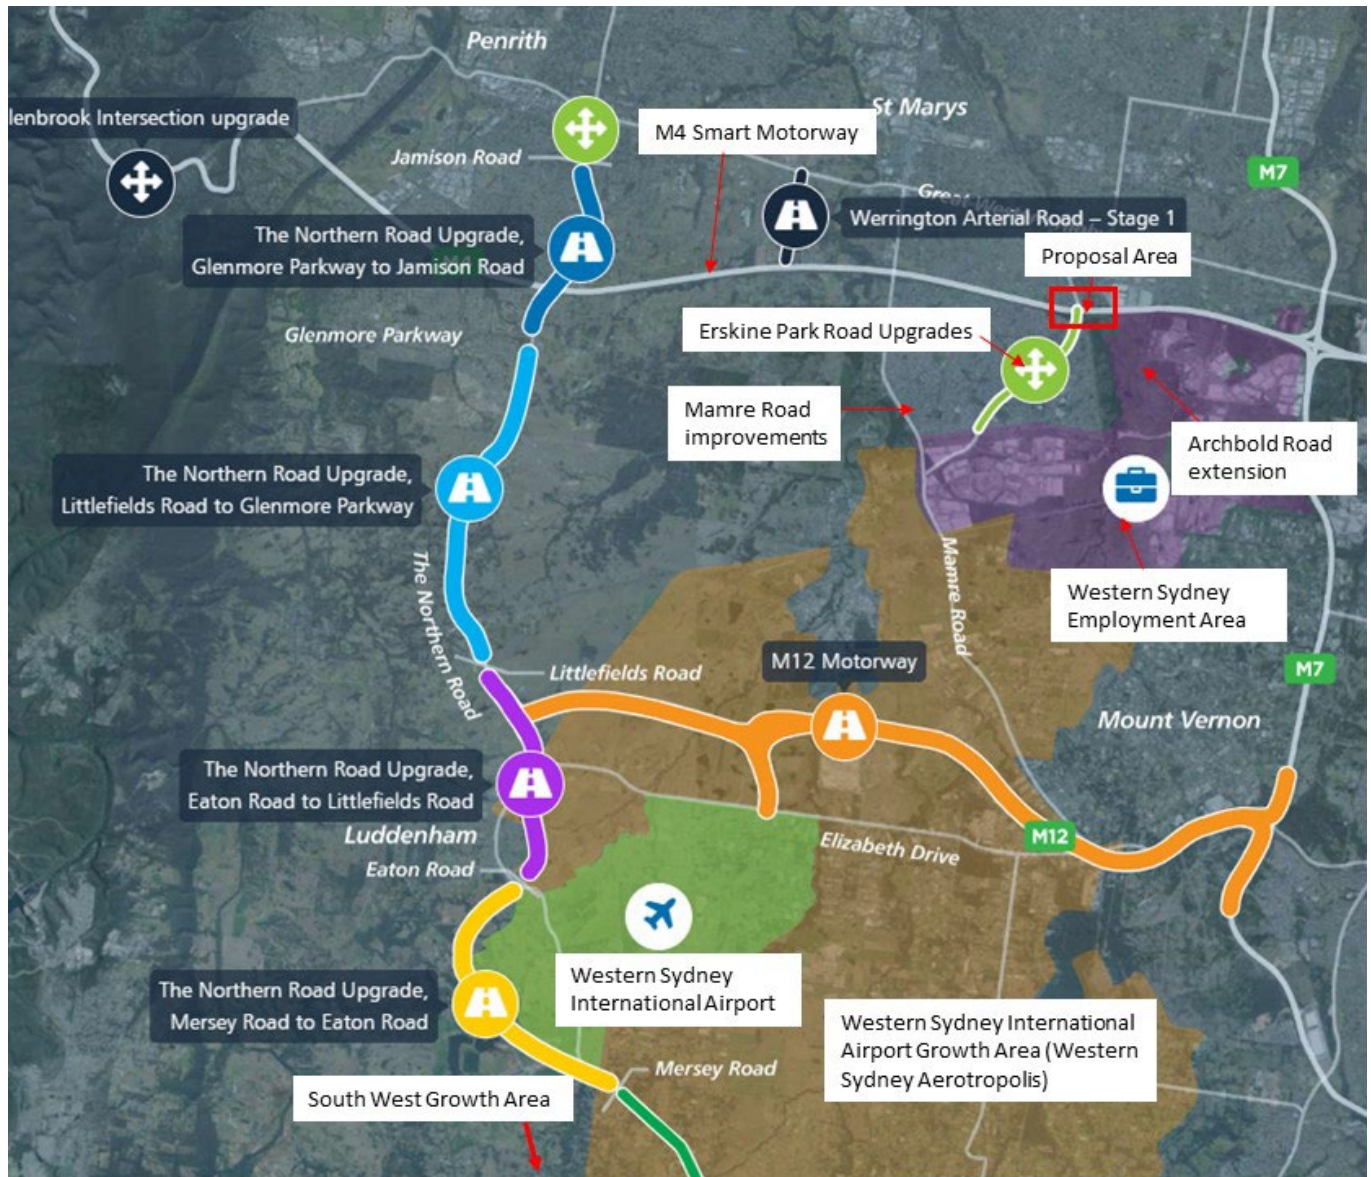 Penrith
St Marys
lenbrook Intersection upgrade
M4 Smart Motorway
Jamison Road
M7
Great West
Werrington Arterial Road – Stage 1
The Northern Road Upgrade,
Glenmore Parkway to Jamison Road
Proposal Area
Glenmore Parkway
Erskine Park Road Upgrades
Mamre Road
improvements
Archbold Road
extension
The Northern Road Upgrade,
Littlefields Road to Glenmore Parkway
The Northern Road
Mamre Road
Western Sydney
Employment Area
Littlefields Road
M12 Motorway
M7
Mount Vernon
The Northern Road Upgrade,
Eaton Road to Littlefields Road
Luddenham
Elizabeth Drive
M12
Eaton Road
Western Sydney
International Airport
The Northern Road Upgrade,
Mersey Road to Eaton Road
Western Sydney International
Airport Growth Area (Western
Sydney Aerotropolis)
Mersey Road
South West Growth Area